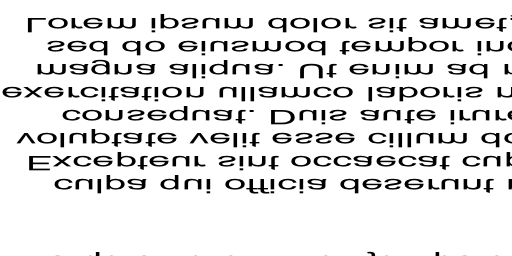 Lorem ipsum dolor sit amet,
sed do eiusmod tempor
magna aliqua. Ut enim ad
exercitation ullamco laboris
consequat. Duis aute irure
voluptate velit esse cillum
Excepteur sint occaecat
culpa qui officia deserunt